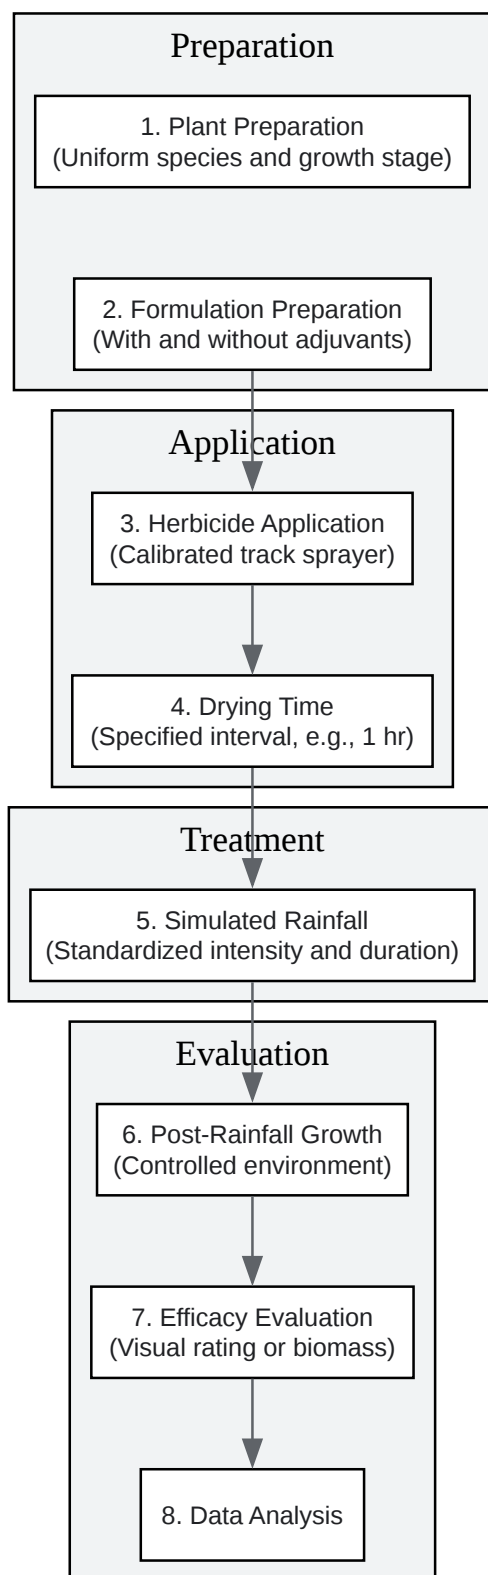 Preparation
1. Plant Preparation
(Uniform species and growth stage)
2. Formulation Preparation
(With and without adjuvants)
Application
3. Herbicide Application
(Calibrated track sprayer)
4. Drying Time
(Specified interval, e.g., 1 hr)
Treatment
5. Simulated Rainfall
(Standardized intensity and duration)
Evaluation
6. Post-Rainfall Growth
(Controlled environment)
7. Efficacy Evaluation
(Visual rating or biomass)
8. Data Analysis